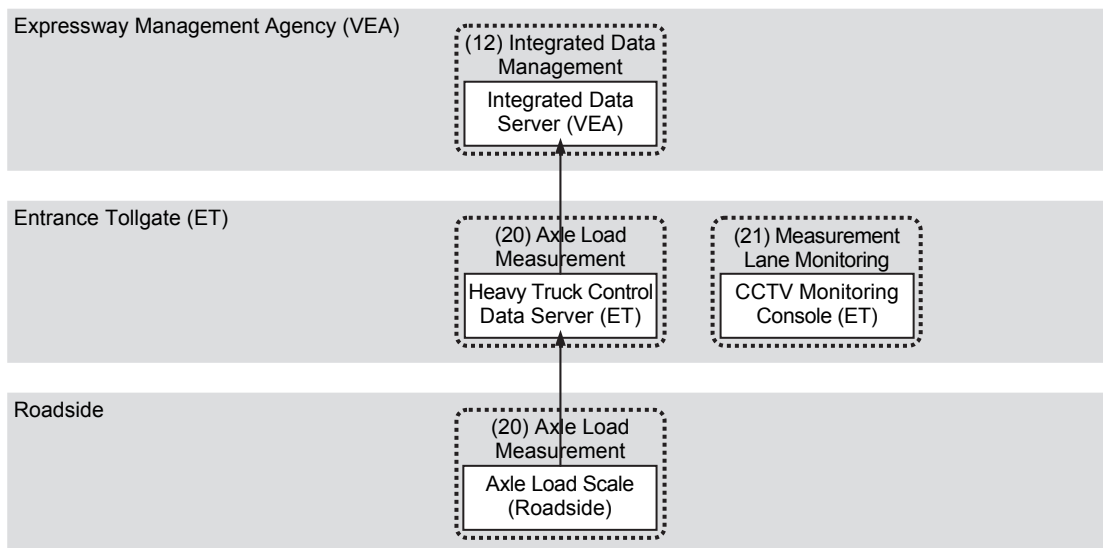 Expressway Management Agency (VEA)
(12) Integrated Data
Management
Integrated Data
Server (VEA)
Entrance Tollgate (ET)
(20) Axle Load
Measurement
Heavy Truck Control
Data Server (ET)
(21) Measurement
Lane Monitoring
CCTV Monitoring
Console (ET)
Roadside
(20) Axle Load
Measurement
Axle Load Scale
(Roadside)